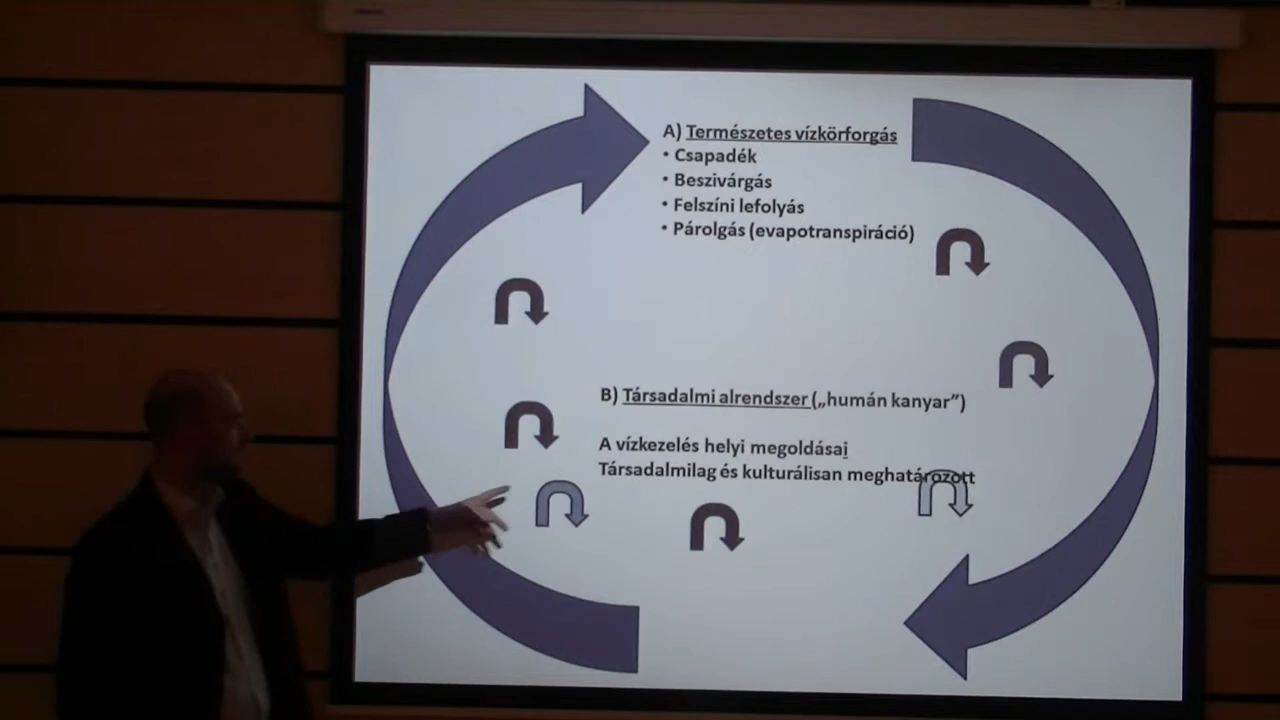 A) Természetes vízkörforgás
• Csapadék
• Beszivárgás
• Felszíni lefolyás
• Párolgás (evapotranspiráció)
B) Társadalmi alrendszer („humán kanyar”)
A vízkezelés helyi megoldásai
Társadalmilag és kulturálisan meghatározott